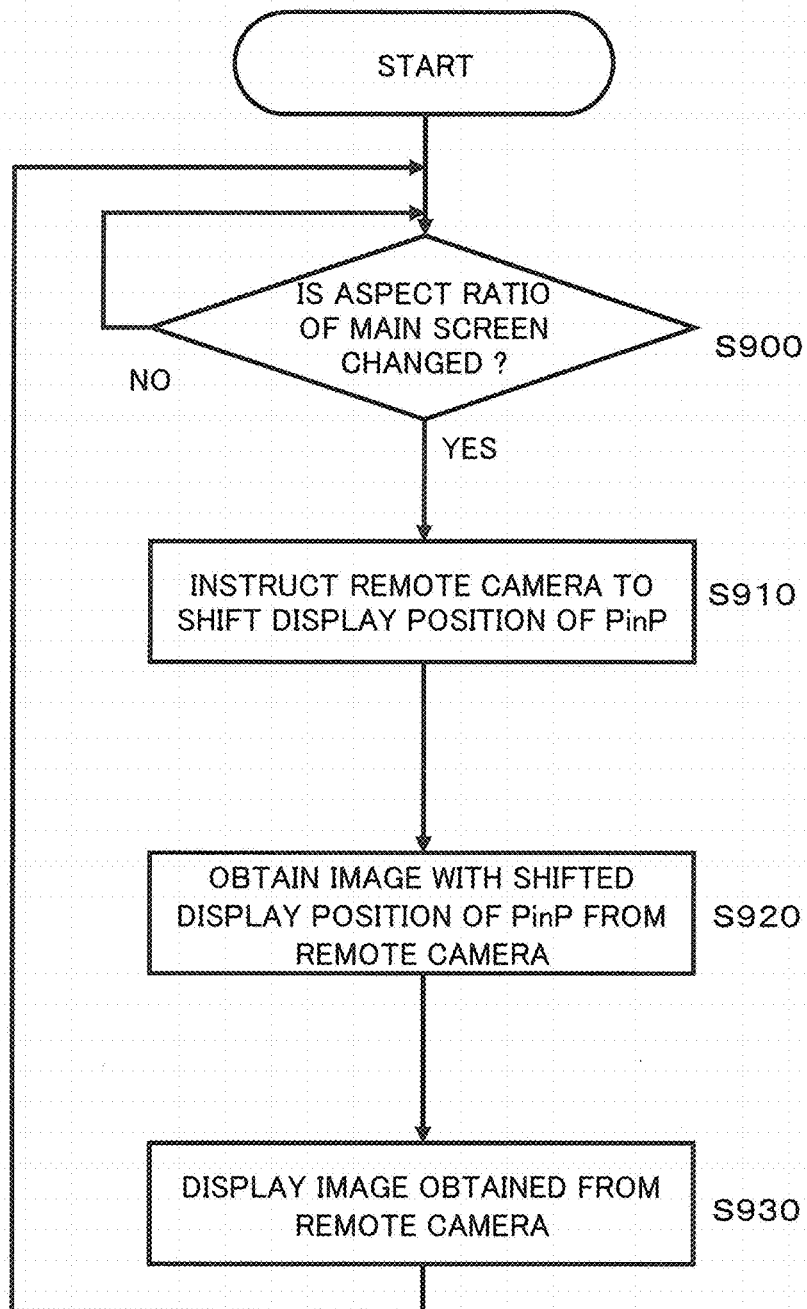 START
IS ASPECT RATIO
OF MAIN SCREEN
CHANGED ?
S900
NO
YES
INSTRUCT REMOTE CAMERA TO
SHIFT DISPLAY POSITION OF PinP
S910
OBTAIN IMAGE WITH SHIFTED
DISPLAY POSITION OF PinP FROM
REMOTE CAMERA
S920
DISPLAY IMAGE OBTAINED FROM
REMOTE CAMERA
S930